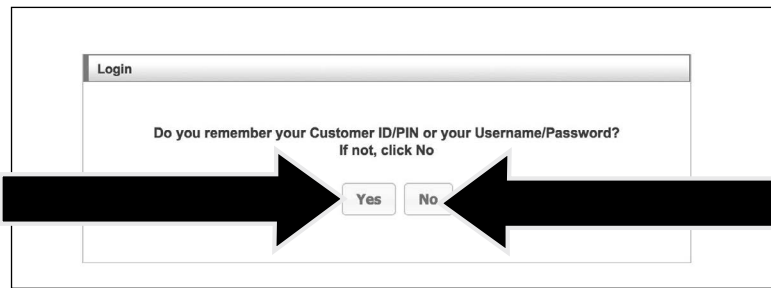 Login
Do you remember your Customer ID/PIN or your Username/Password?
If not, click No
Yes No